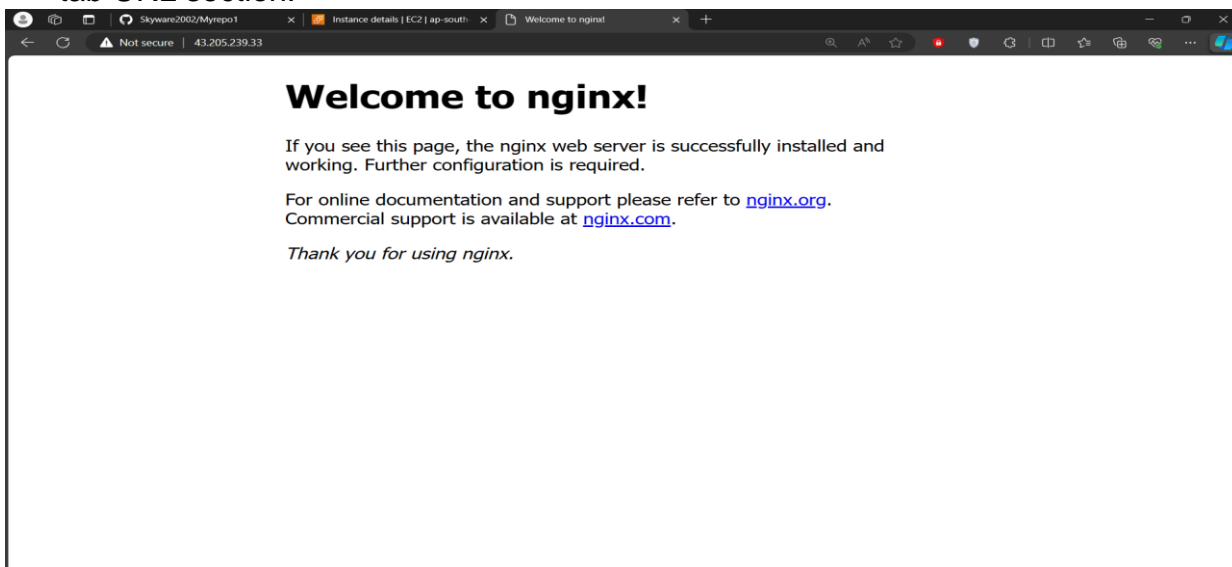 tab URL section.
Skyware2002/Myrepo1
Instance details | EC2 | ap-south-
Welcome to nginx!
Not secure | 43.205.239.33
Welcome to nginx!
If you see this page, the nginx web server is successfully installed and
working. Further configuration is required.
For online documentation and support please refer to nginx.org.
Commercial support is available at nginx.com.
Thank you for using nginx.